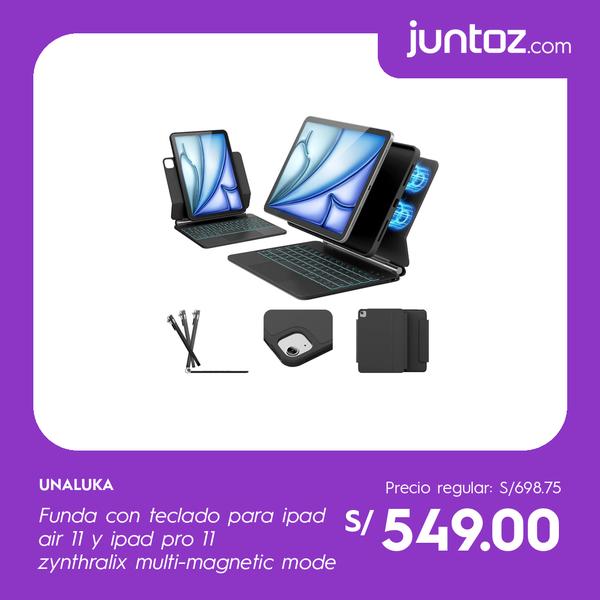 juntoz.com
UNALUKA
Funda con teclado para ipad
air 11 y ipad pro 11
zynthralix multi-magnetic mode
Precio regular: S/698.75
S/ 549.00